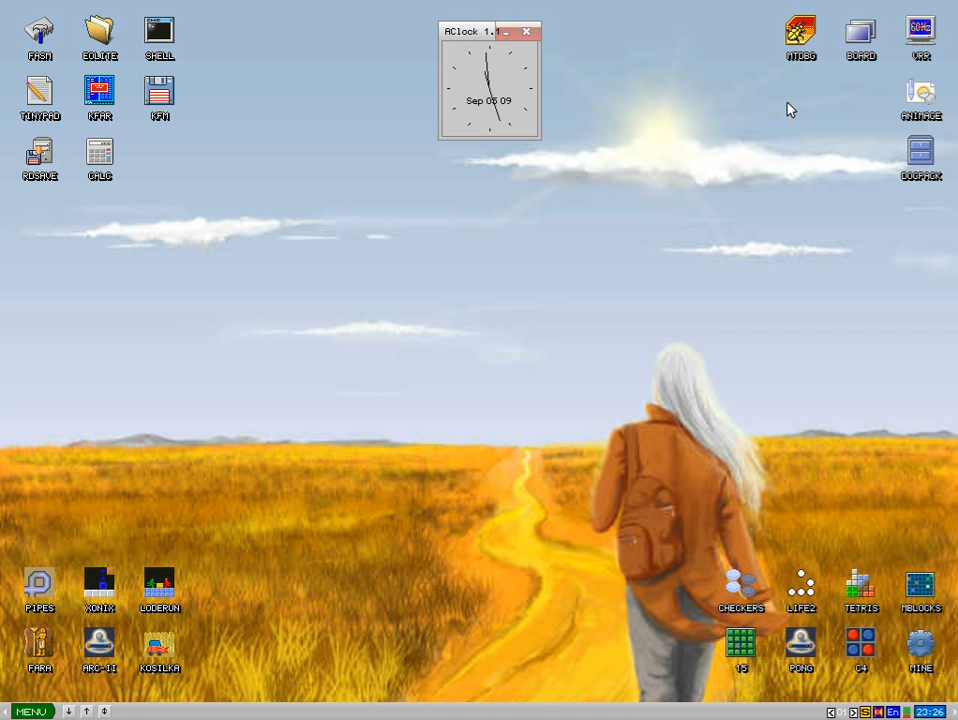 AClock 1.1
Sep 05 09
FASM
EOLITE
SHELL
MTDBG
BOARD
VRR
60Hz
TINYPAD
KFAR
KFM
ANIMAGE
RDSAVE
CALC
DOCPACK
PIPES
XONIX
LODERUN
CHECKERS
LIFE2
TETRIS
MBLOCKS
FARA
ARC-II
KOSILKA
15
PONG
C4
MINE
MENU
01
S
En
23:26